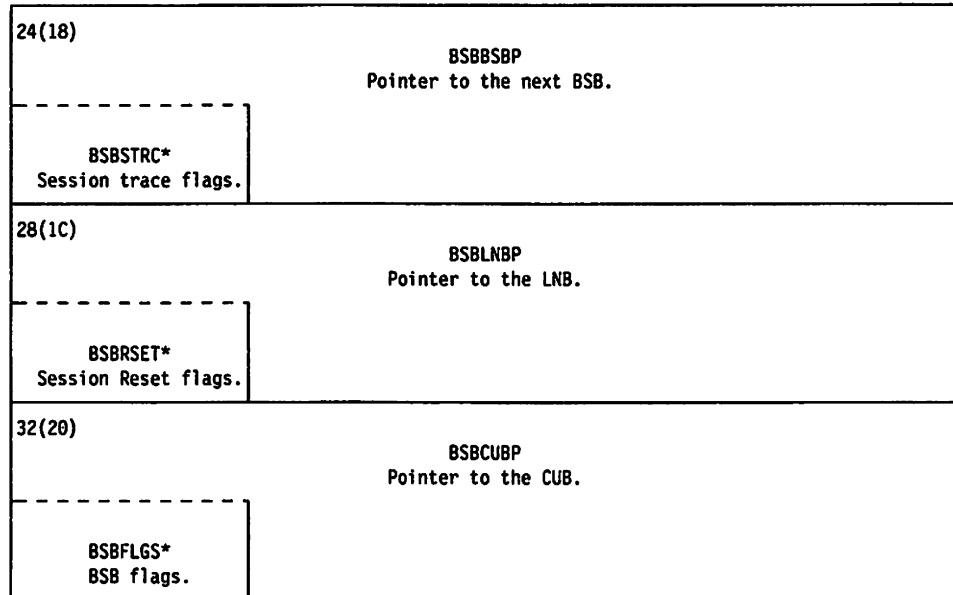 24(18)
BSBBSBP
Pointer to the next BSB.
BSBSTRC*
Session trace flags.
28(1C)
BSBLNBP
Pointer to the LNB.
BSBRSET*
Session Reset flags.
32(20)
BSBCUBP
Pointer to the CUB.
BSBFLGS*
BSB flags.